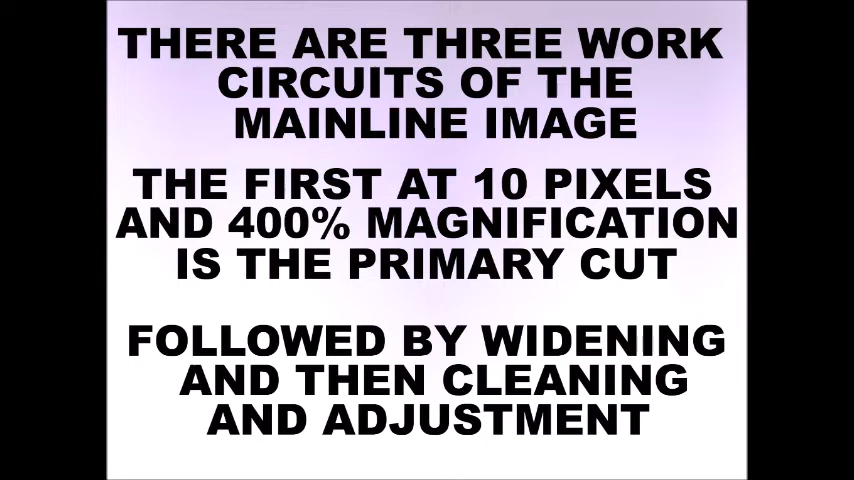 THERE ARE THREE WORK
CIRCUITS OF THE
MAINLINE IMAGE
THE FIRST AT 10 PIXELS
AND 400% MAGNIFICATION
IS THE PRIMARY CUT
FOLLOWED BY WIDENING
AND THEN CLEANING
AND ADJUSTMENT